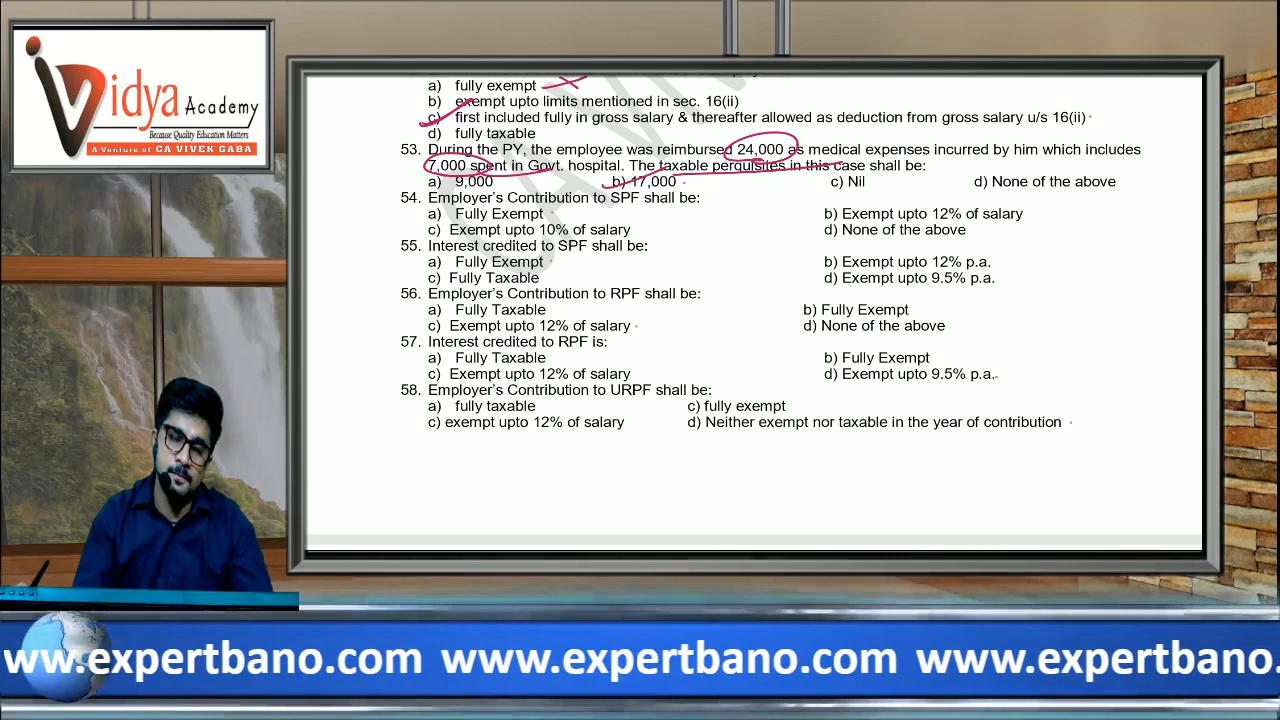 Vidya
Academy
Because Quality Education Matters
A Venture of CA VIVEK GABA
a) fully exempt
b) exempt upto limits mentioned in sec. 16(ii)
c) first included fully in gross salary & thereafter allowed as deduction from gross salary u/s 16(ii)
d) fully taxable
53. During the PY, the employee was reimbursed 24,000 as medical expenses incurred by him which includes
7,000 spent in Govt. hospital. The taxable perquisites in this case shall be:
a) 9,000 b) 17,000 c) Nil d) None of the above
54. Employer's Contribution to SPF shall be:
a) Fully Exempt b) Exempt upto 12% of salary
c) Exempt upto 10% of salary d) None of the above
55. Interest credited to SPF shall be:
a) Fully Exempt b) Exempt upto 12% p.a.
c) Fully Taxable d) Exempt upto 9.5% p.a.
56. Employer's Contribution to RPF shall be:
a) Fully Taxable b) Fully Exempt
c) Exempt upto 12% of salary d) None of the above
57. Interest credited to RPF is:
a) Fully Taxable b) Fully Exempt
c) Exempt upto 12% of salary d) Exempt upto 9.5% p.a.
58. Employer's Contribution to URPF shall be:
a) fully taxable c) fully exempt
c) exempt upto 12% of salary d) Neither exempt nor taxable in the year of contribution
ww.expertbano.com www.expertbano.com www.expertbano.